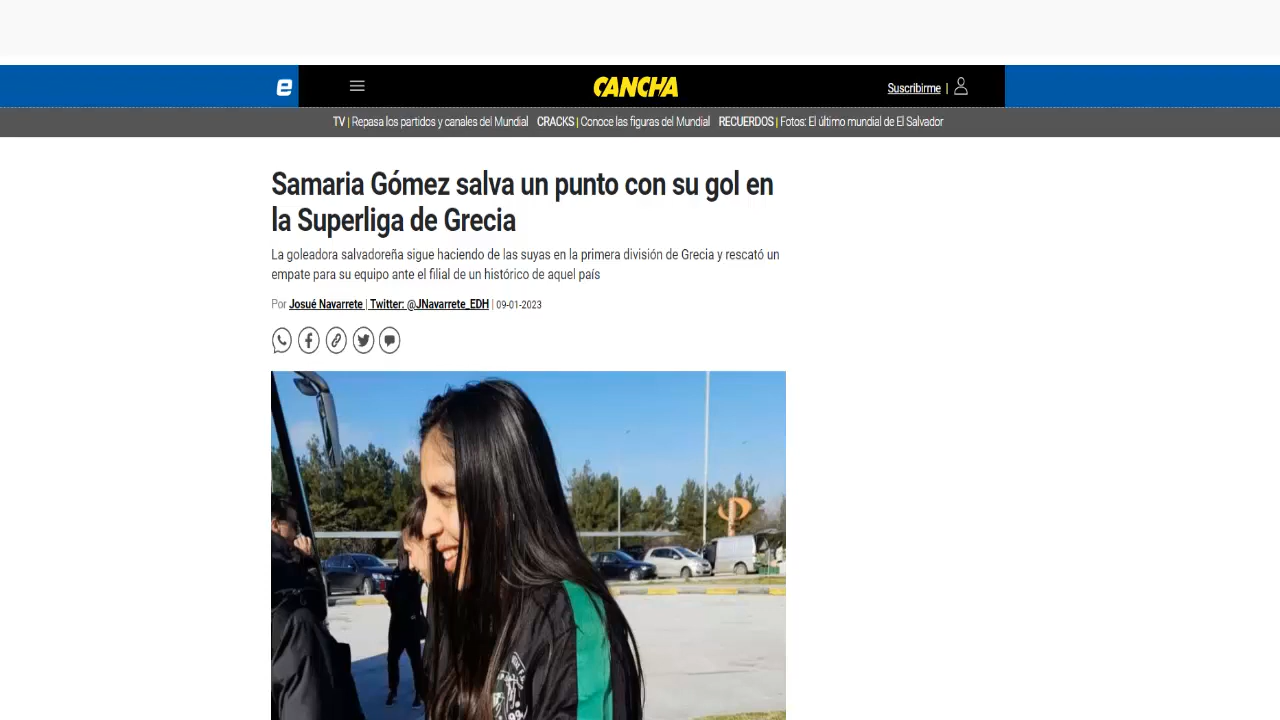 e
CANCHA
Suscribirme |
TV | Repasa los partidos y canales del Mundial CRACKS | Conoce las figuras del Mundial RECUERDOS | Fotos: El último mundial de El Salvador
Samaria Gómez salva un punto con su gol en
la Superliga de Grecia
La goleadora salvadoreña sigue haciendo de las suyas en la primera división de Grecia y rescató un
empate para su equipo ante el filial de un histórico de aquel país
Por Josué Navarrete | Twitter: @JNavarrete_EDH | 09-01-2023